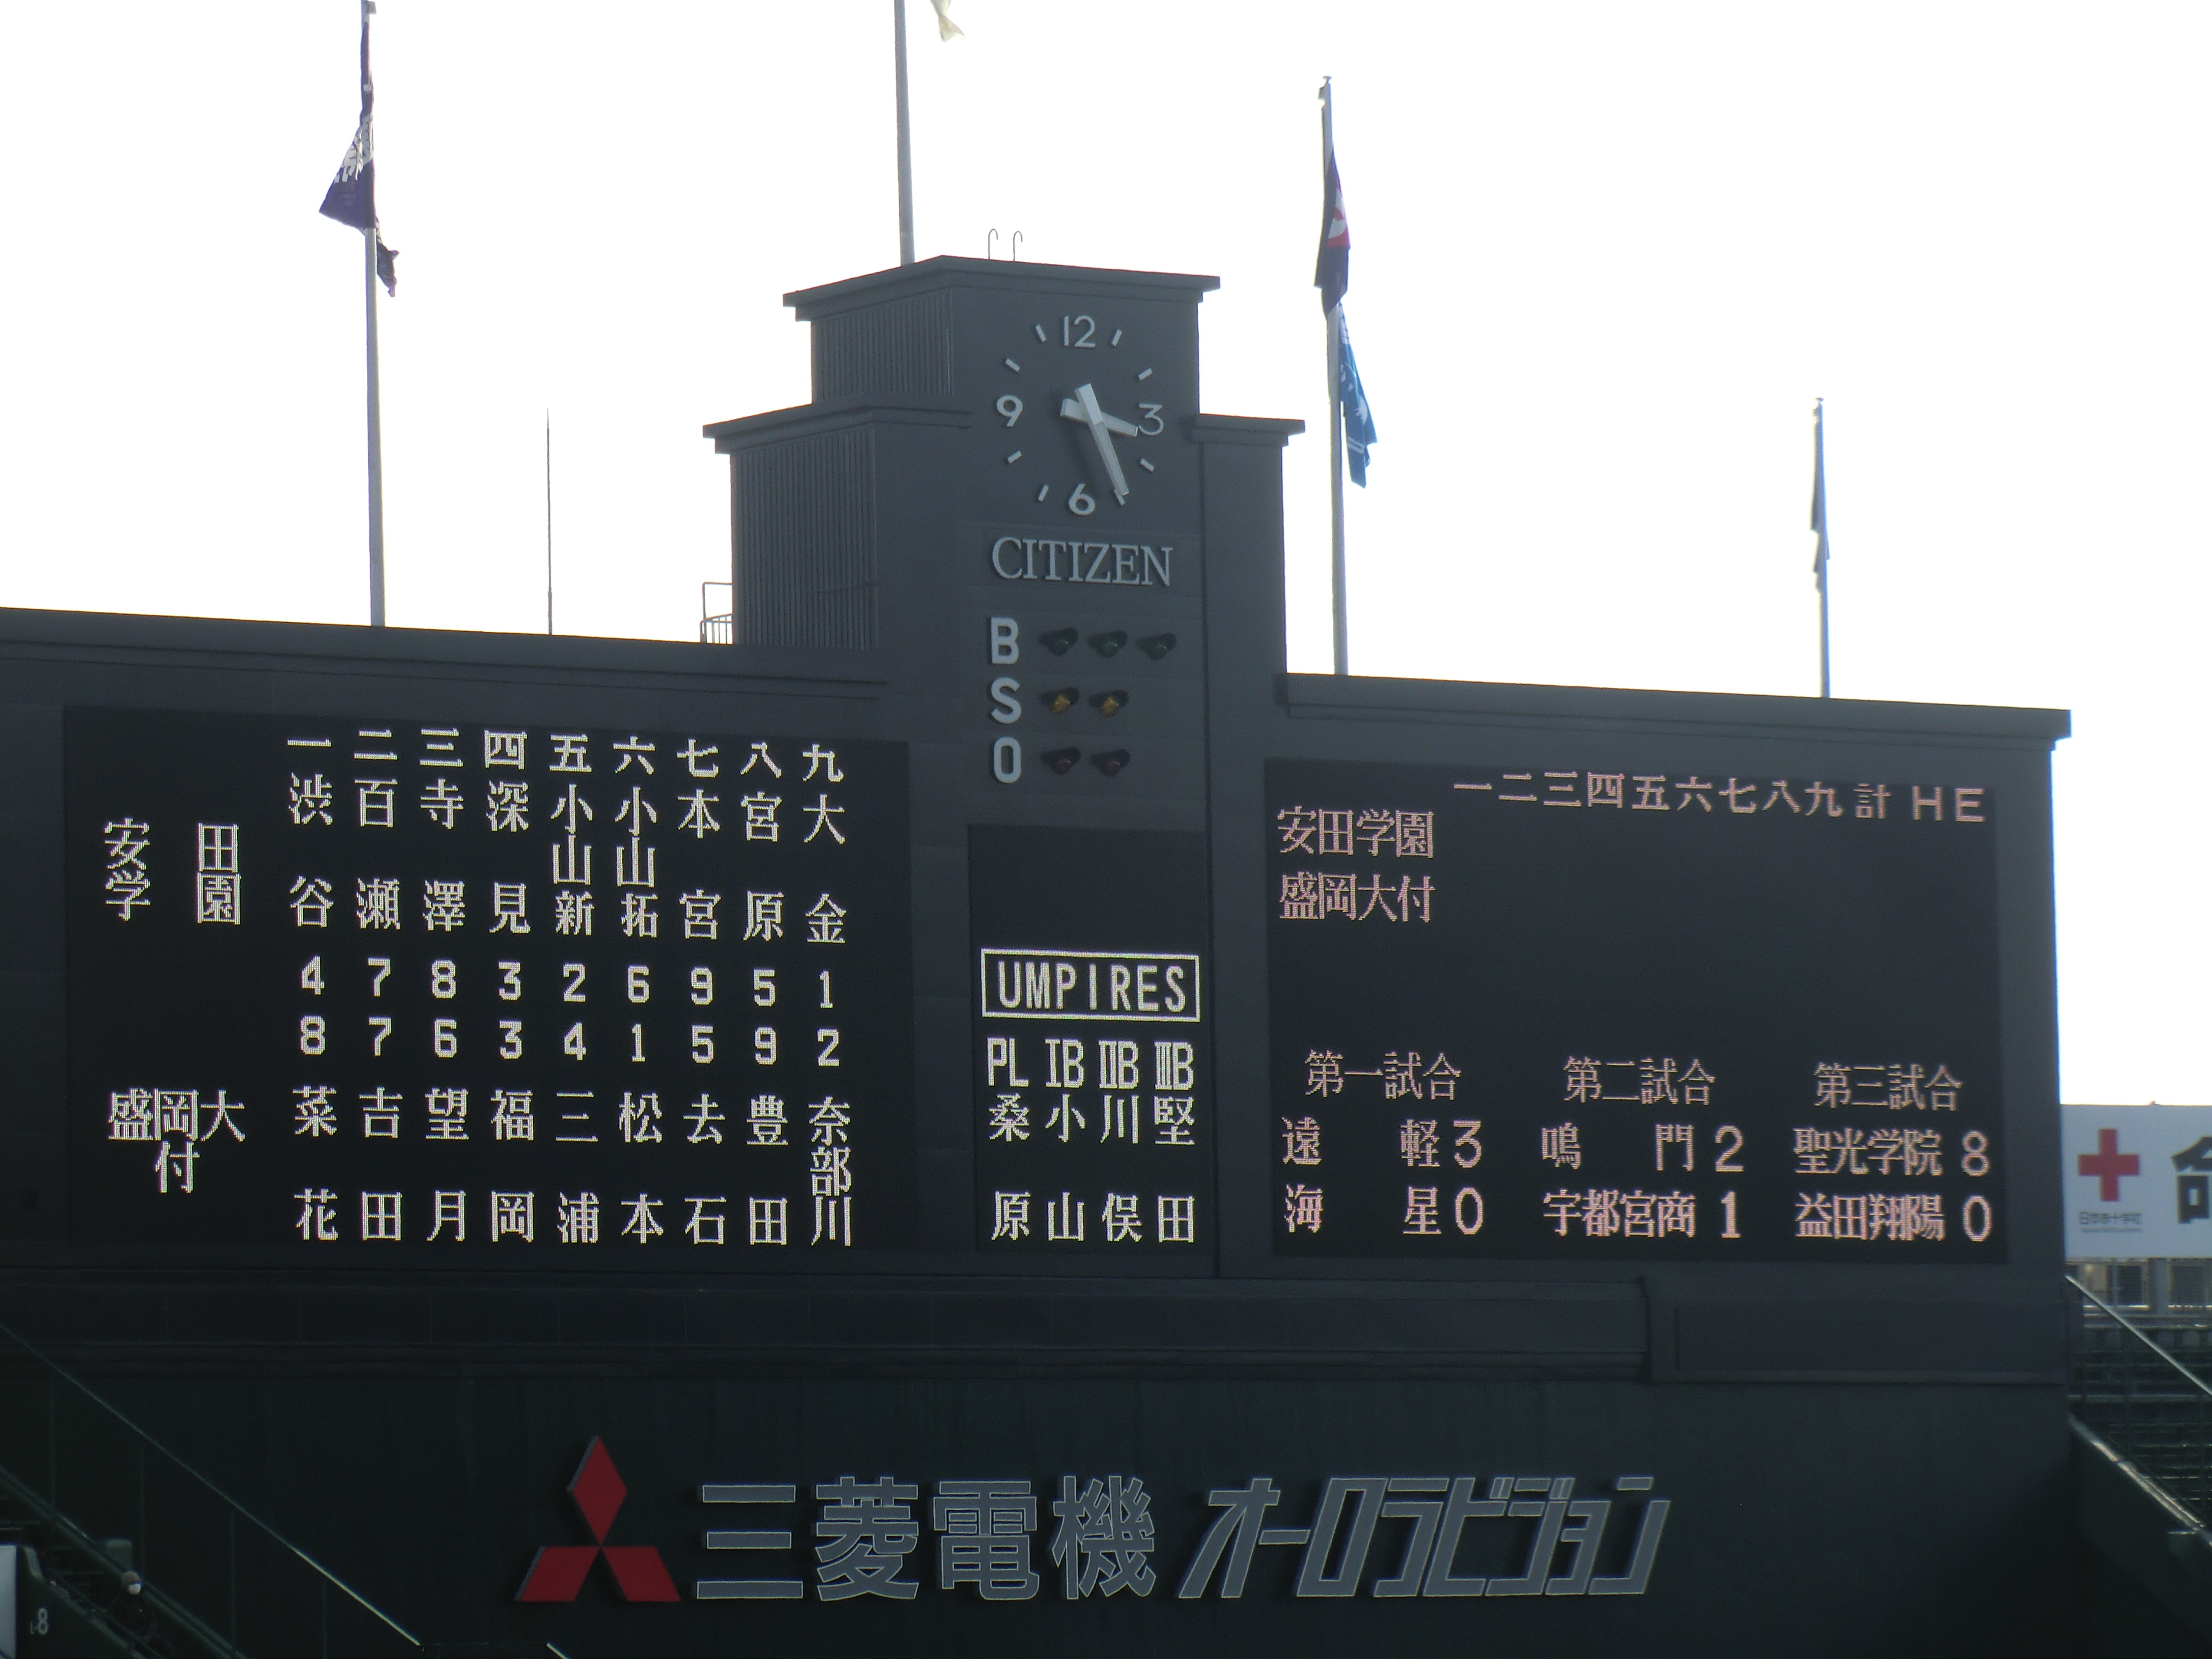 12
9 3
6
CITIZEN
B
S
O
一 二 三 四 五 六 七 八 九
安田学園
渋谷 百瀬 寺澤 深見 小山新 小山拓 本宮 宮原 大金
4 7 8 3 2 6 9 5 1
8 7 6 3 4 1 5 9 2
盛岡大付
菜花 吉田 望月 福岡 三浦 松本 去石 豊田 奈部川
UMPIRES
PL ⅠB ⅡB ⅢB
桑原 小山 川俣 堅田
一二三四五六七八九 計 H E
安田学園
盛岡大付
第一試合 第二試合 第三試合
遠軽 3 鳴門 2 聖光学院 8
海星 0 宇都宮商 1 益田翔陽 0
日本赤十字社
三菱電機 オーロラビジョン
L-8